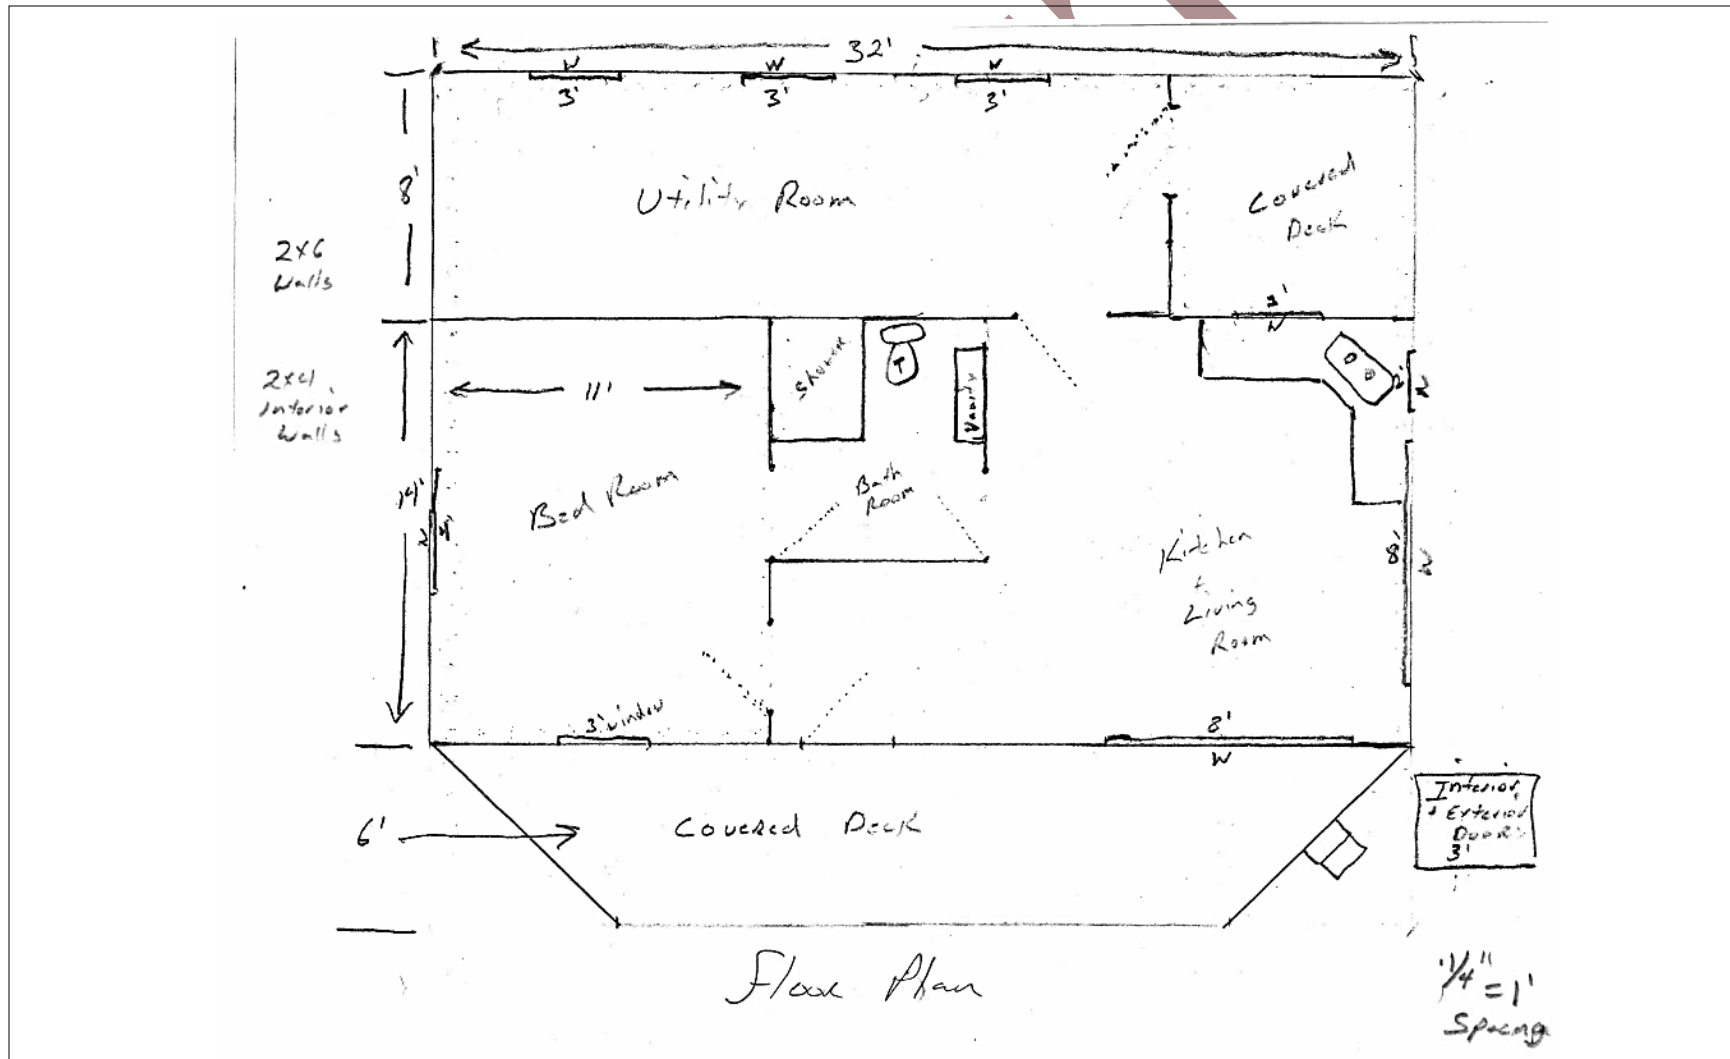 32'
W
W
W
3'
3'
3'
8'
Utility Room
Covered
Deck
2x6
Walls
3'
W
2x4
Interior
Walls
11'
Shower
T
Vanity
2'
W
14'
Bed Room
Bath
Room
4'
W
Kitchen
+
Living
Room
8'
W
3' window
8'
W
6'
Covered Deck
Interior
+ Exterior
Doors
3'
Floor Plan
1/4"
=1'
Spacing